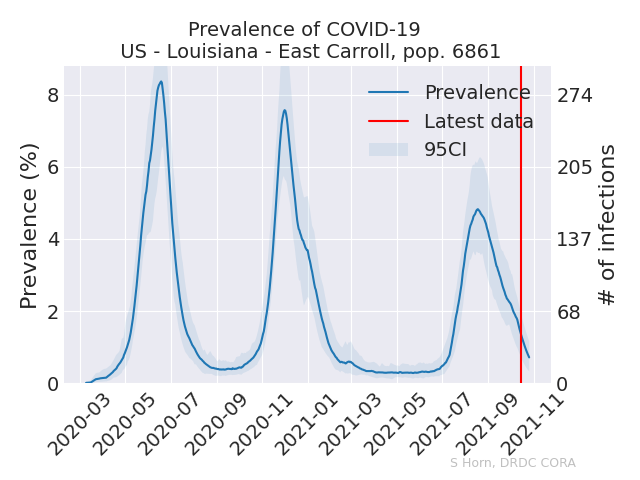 Prevalence of COVID-19
US - Louisiana - East Carroll, pop. 6861
Prevalence
Latest data
95CI
8
6
4
2
0
274
205
137
68
0
Prevalence (%)
# of infections
2020-03
2020-05
2020-07
2020-09
2020-11
2021-01
2021-03
2021-05
2021-07
2021-09
2021-11
S Horn, DRDC CORA